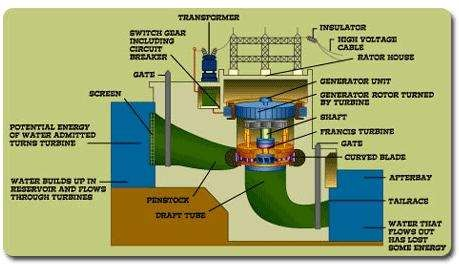 TRANSFORMER
SWITCH GEAR
INCLUDING
CIRCUIT
BREAKER
INSULATOR
HIGH VOLTAGE
CABLE
RATOR HOUSE
GATE
GENERATOR UNIT
SCREEN
GENERATOR ROTOR TURNED
BY TURBINE
SHAFT
POTENTIAL ENERGY
OF WATER ADMITTED
TURNS TURBINE
FRANCIS TURBINE
GATE
CURVED BLADE
WATER BUILDS UP IN
RESERVOIR AND FLOWS
THROUGH TURBINES
AFTERBAY
PENSTOCK
TAILRACE
DRAFT TUBE
WATER THAT
FLOWS OUT
HAS LOST
SOME ENERGY